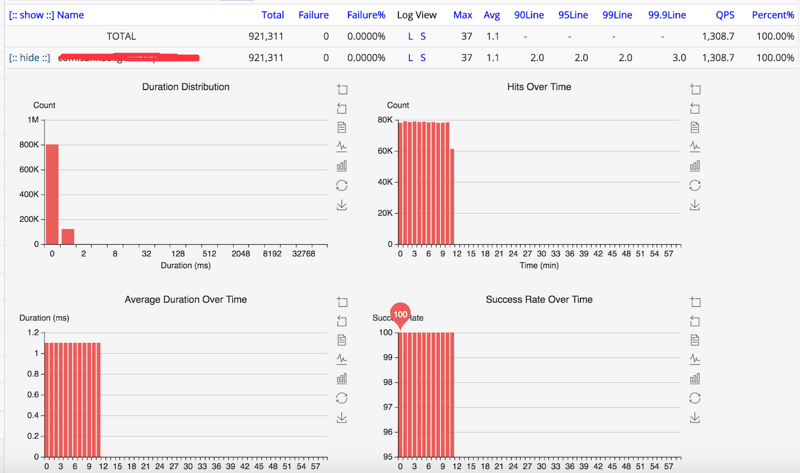 [:: show ::] Name Total Failure Failure% Log View Max Avg 90Line 95Line 99Line 99.9Line QPS Percent%
TOTAL 921,311 0 0.0000% L S 37 1.1 - - - - 1,308.7 100.00%
[:: hide ::] 921,311 0 0.0000% L S 37 1.1 2.0 2.0 2.0 3.0 1,308.7 100.00%
Duration Distribution
Count
1M
800K
600K
400K
200K
0
0 2 8 32 128 512 2048 8192 32768
Duration (ms)
Hits Over Time
Count
80K
60K
40K
20K
0
0 3 6 9 12 15 18 21 24 27 30 33 36 39 42 45 48 51 54 57
Time (min)
Average Duration Over Time
Duration (ms)
1.2
1
0.8
0.6
0.4
0.2
0
0 3 6 9 12 15 18 21 24 27 30 33 36 39 42 45 48 51 54 57
Success Rate Over Time
100
100
99
98
97
96
95
0 3 6 9 12 15 18 21 24 27 30 33 36 39 42 45 48 51 54 57